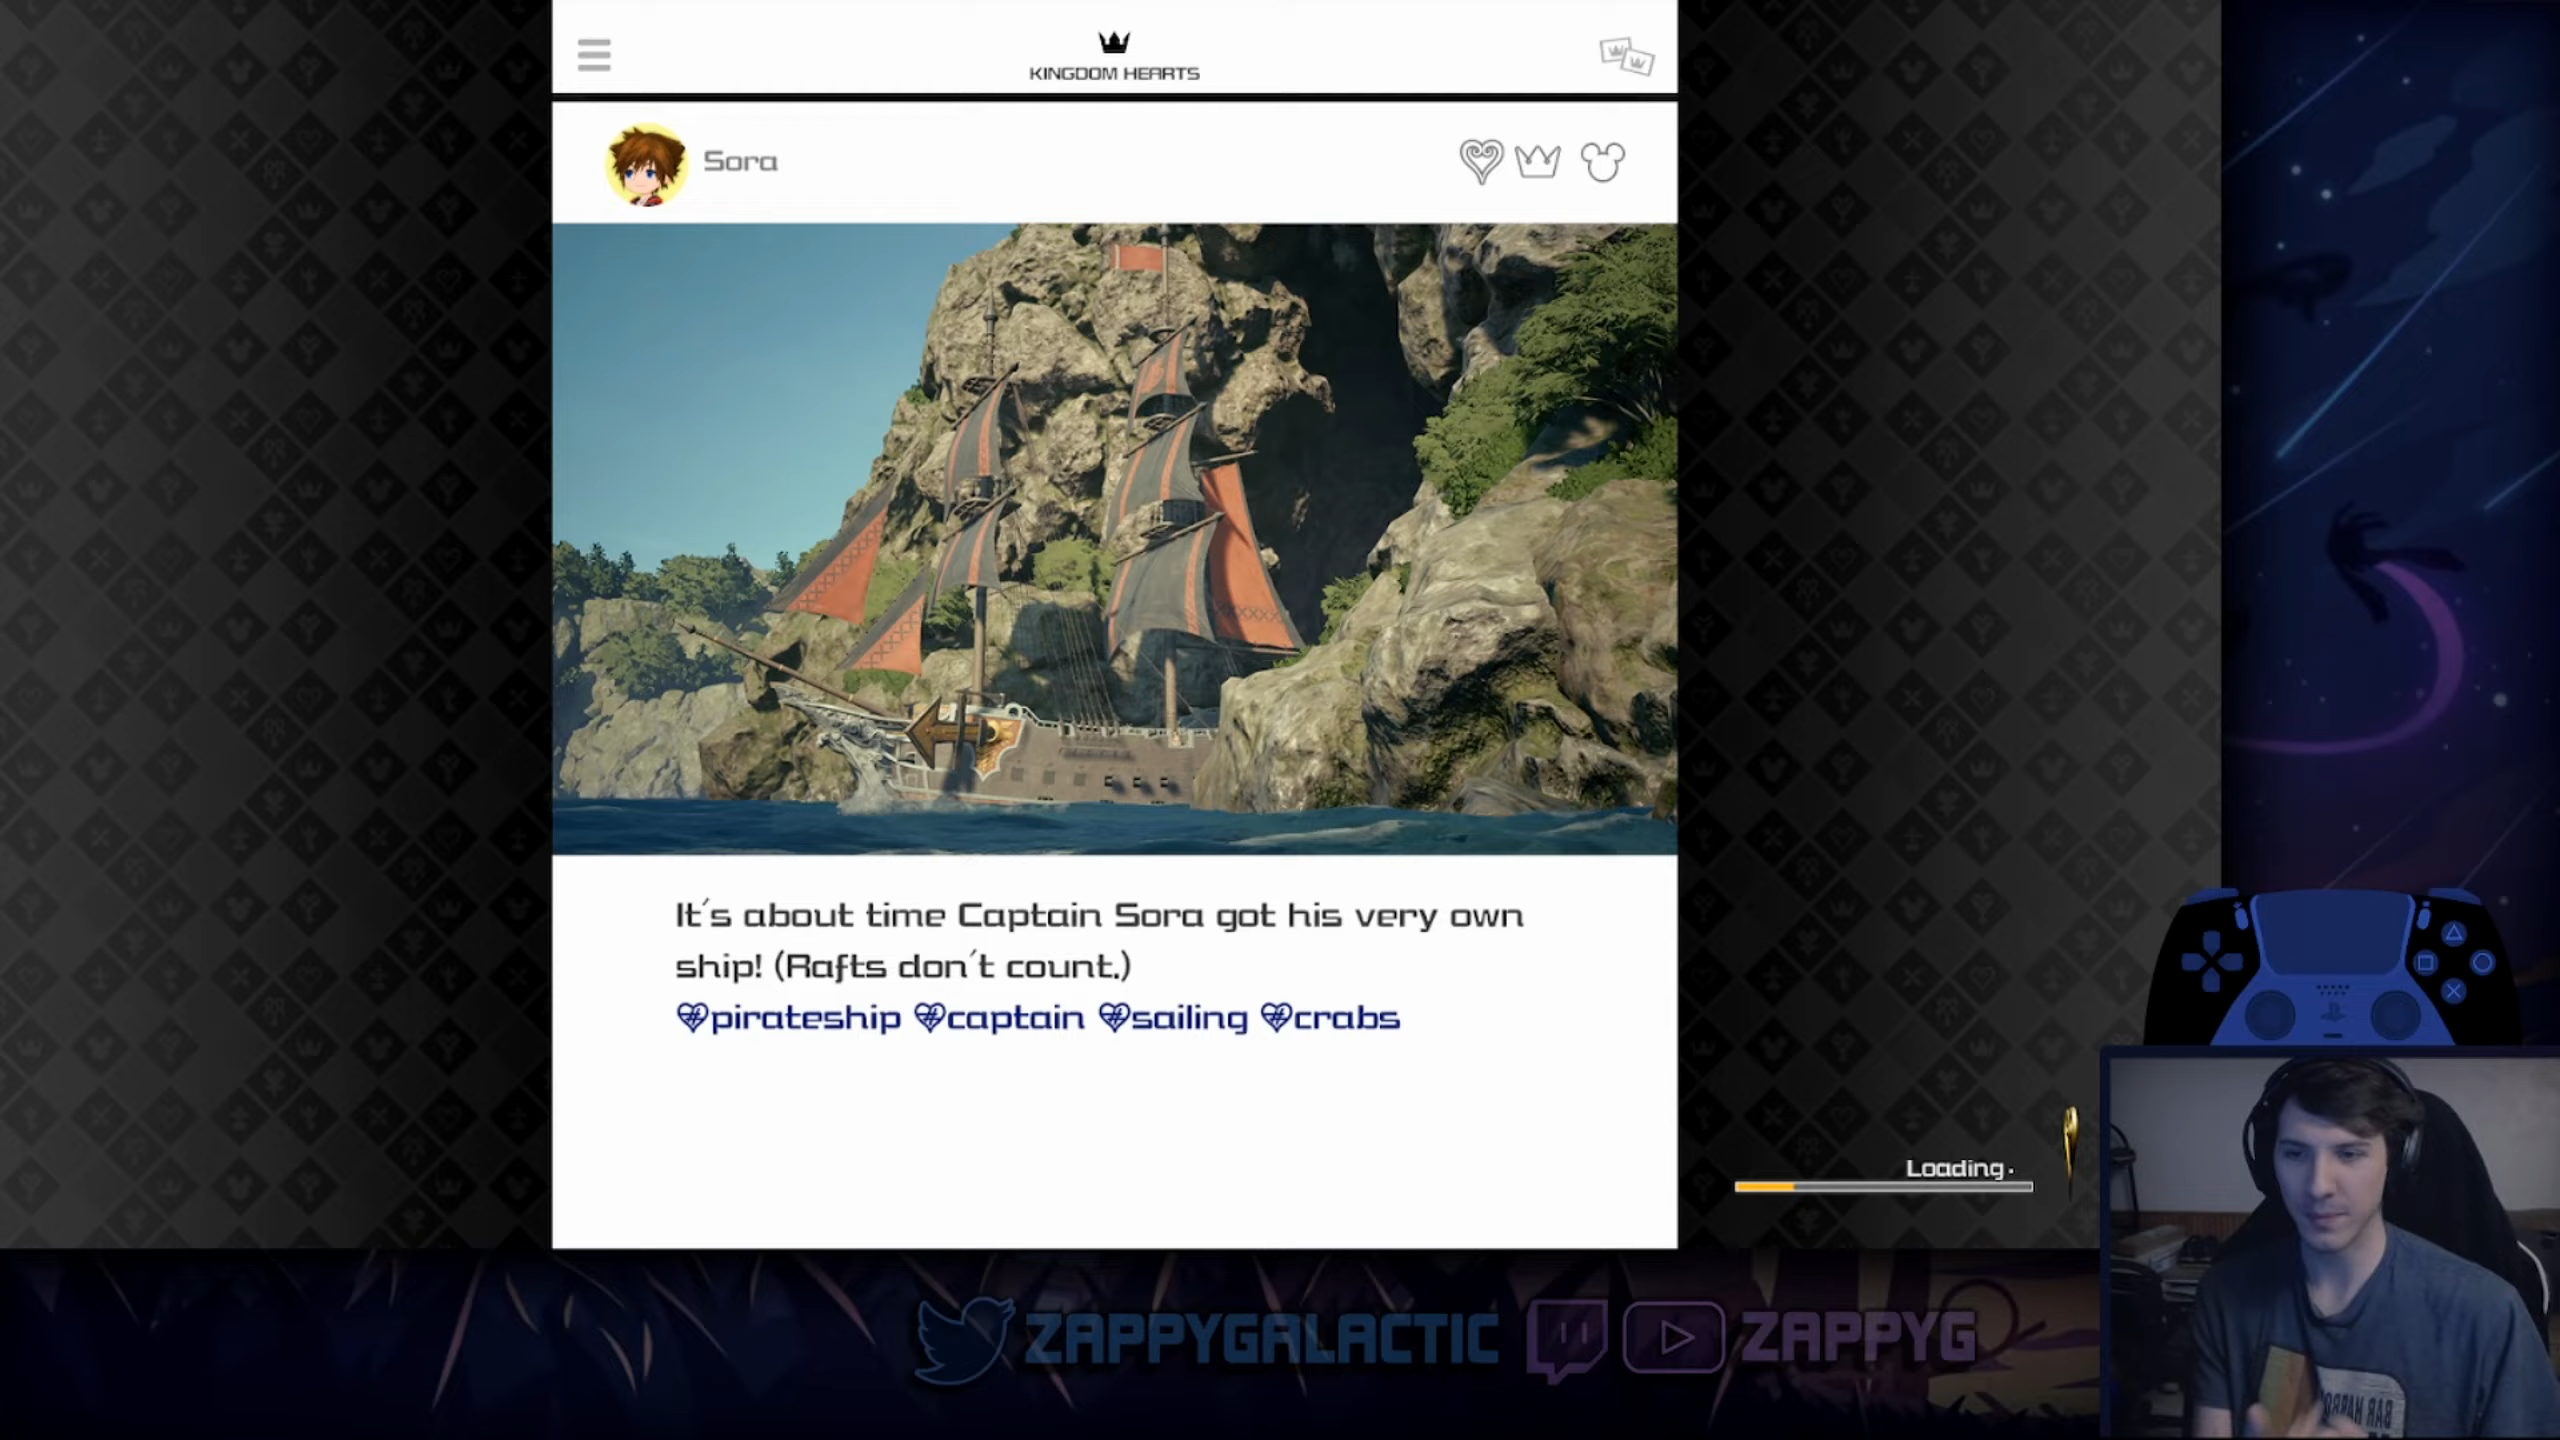 KINGDOM HEARTS
Sora
It's about time Captain Sora got his very own
ship! (Rafts don't count.)
#pirateship #captain #sailing #crabs
Loading.
ZAPPYGALACTIC ZAPPYG